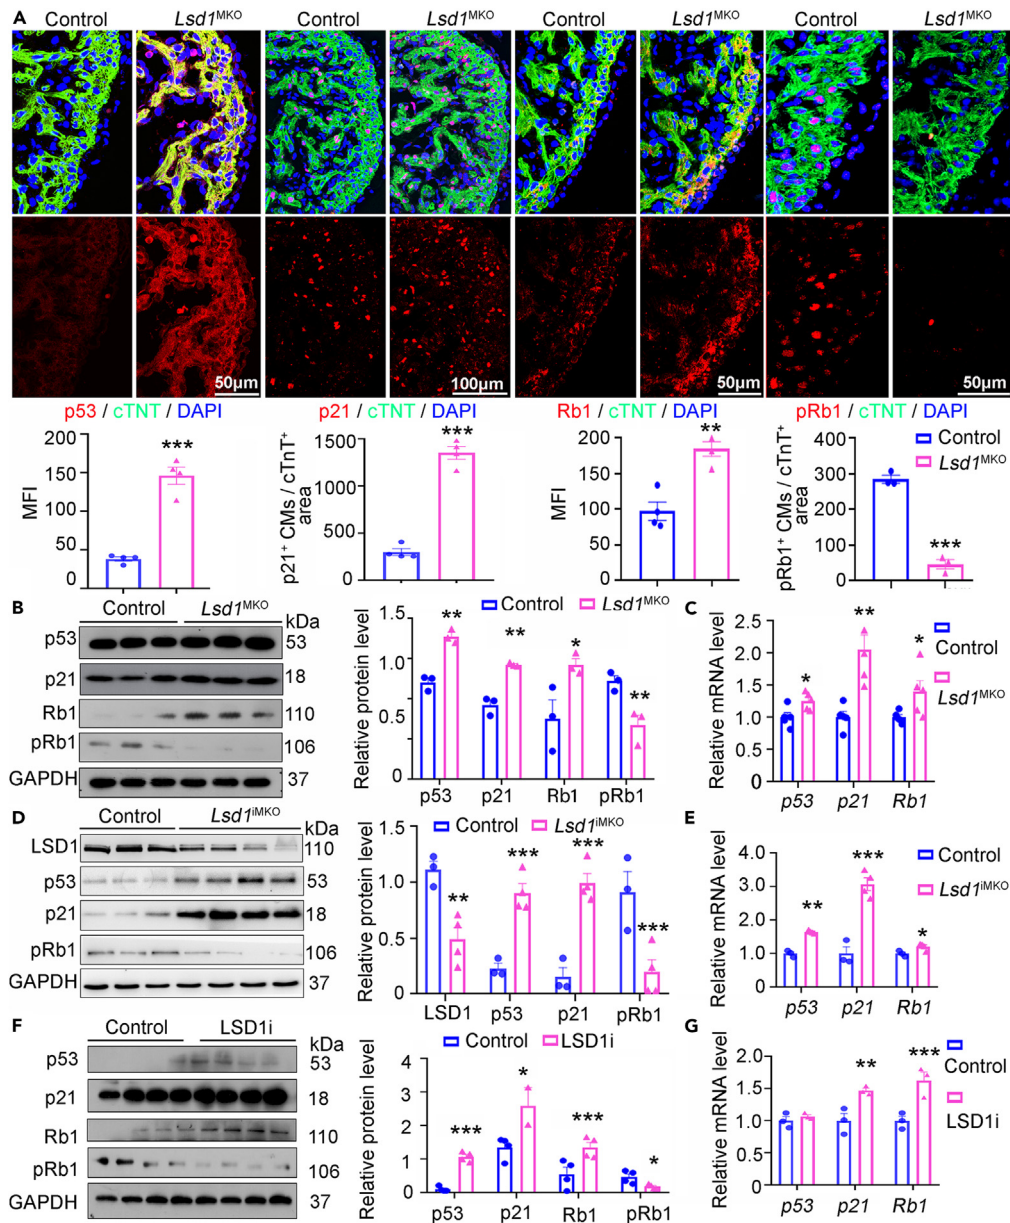 A
Control Lsd1MKO Control Lsd1MKO Control Lsd1MKO Control Lsd1MKO
50μm 100μm 50μm 50μm
p53 / cTNT / DAPI p21 / cTNT / DAPI Rb1 / cTNT / DAPI pRb1 / cTNT / DAPI
MFI
200
150
100
50
0
***
p21+ CMs / cTnT+ area
1500
1000
500
0
***
MFI
200
150
100
50
0
**
pRb1+ CMs / cTnT+ area
400
300
200
100
0
***
Control
Lsd1MKO
B
Control Lsd1MKO kDa
p53 53
p21 18
Rb1 110
pRb1 106
GAPDH 37
Control Lsd1MKO
Relative protein level
1.5
1.0
0.5
0
** ** * **
p53 p21 Rb1 pRb1
C
Control
Lsd1MKO
Relative mRNA level
2.5
2.0
1.5
1.0
0.5
0
* ** *
p53 p21 Rb1
D
Control Lsd1iMKO kDa
LSD1 110
p53 53
p21 18
pRb1 106
GAPDH 37
Control Lsd1iMKO
Relative protein level
1.5
1.0
0.5
0
** *** *** ***
LSD1 p53 p21 pRb1
E
Control
Lsd1iMKO
Relative mRNA level
4.0
3.0
2.0
1.0
0
** *** *
p53 p21 Rb1
F
Control LSD1i kDa
p53 53
p21 18
Rb1 110
pRb1 106
GAPDH 37
Control LSD1i
Relative protein level
4
3
2
1
0
*** * *** *
p53 p21 Rb1 pRb1
G
Control
LSD1i
Relative mRNA level
2.0
1.5
1.0
0.5
0
** ***
p53 p21 Rb1